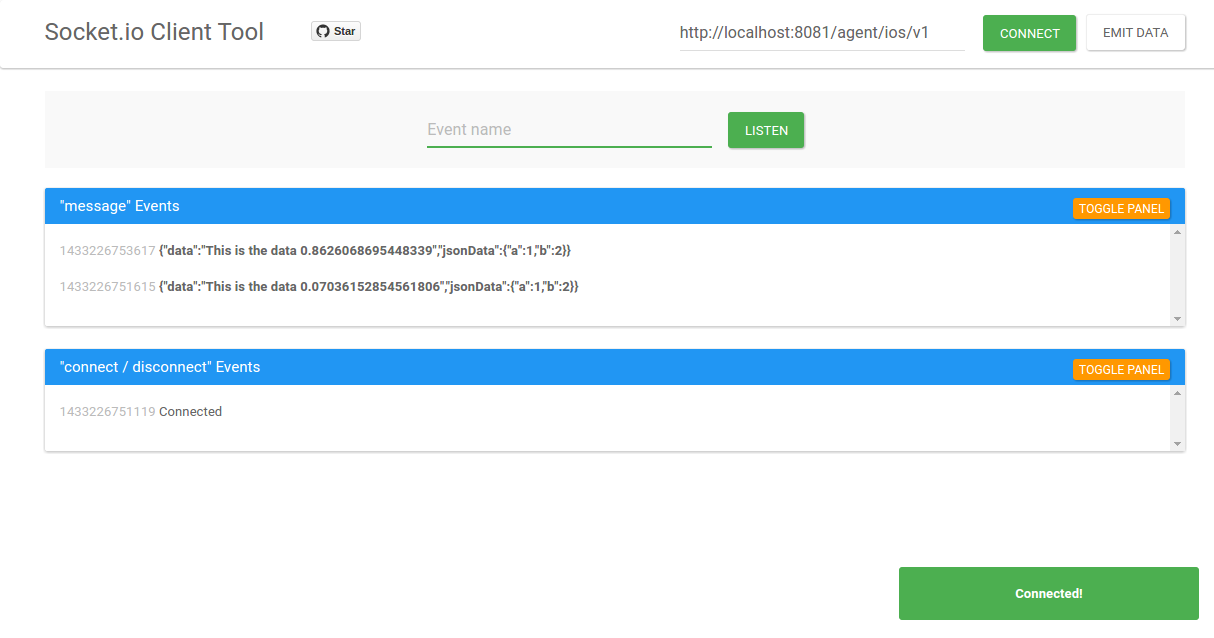 Socket.io Client Tool
Star
http://localhost:8081/agent/ios/v1
CONNECT
EMIT DATA
Event name
LISTEN
"message" Events
TOGGLE PANEL
1433226753617 {"data":"This is the data 0.8626068695448339","jsonData":{"a":1,"b":2}}
1433226751615 {"data":"This is the data 0.07036152854561806","jsonData":{"a":1,"b":2}}
"connect / disconnect" Events
TOGGLE PANEL
1433226751119 Connected
Connected!